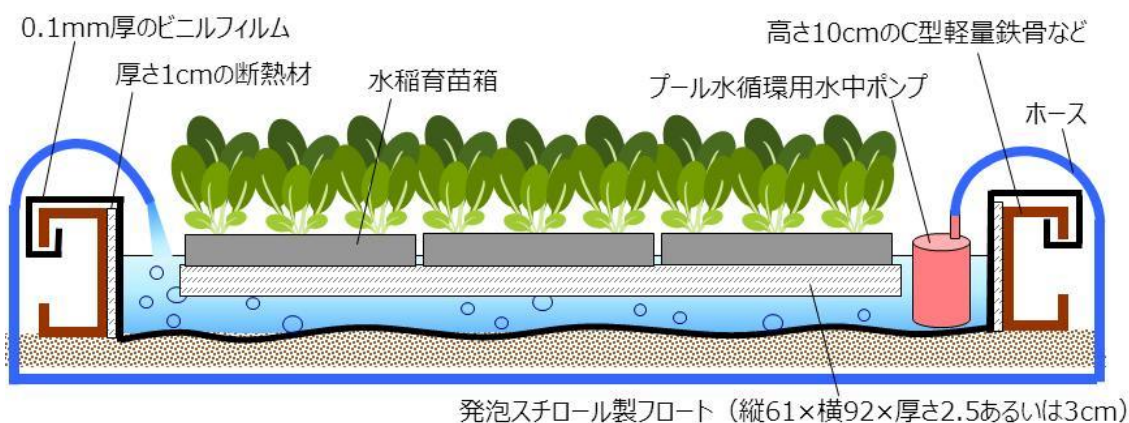 0.1mm厚のビニルフィルム
厚さ1cmの断熱材
水稲育苗箱
プール水循環用水中ポンプ
高さ10cmのC型軽量鉄骨など
ホース
発泡スチロール製フロート（縦61×横92×厚さ2.5あるいは3cm）